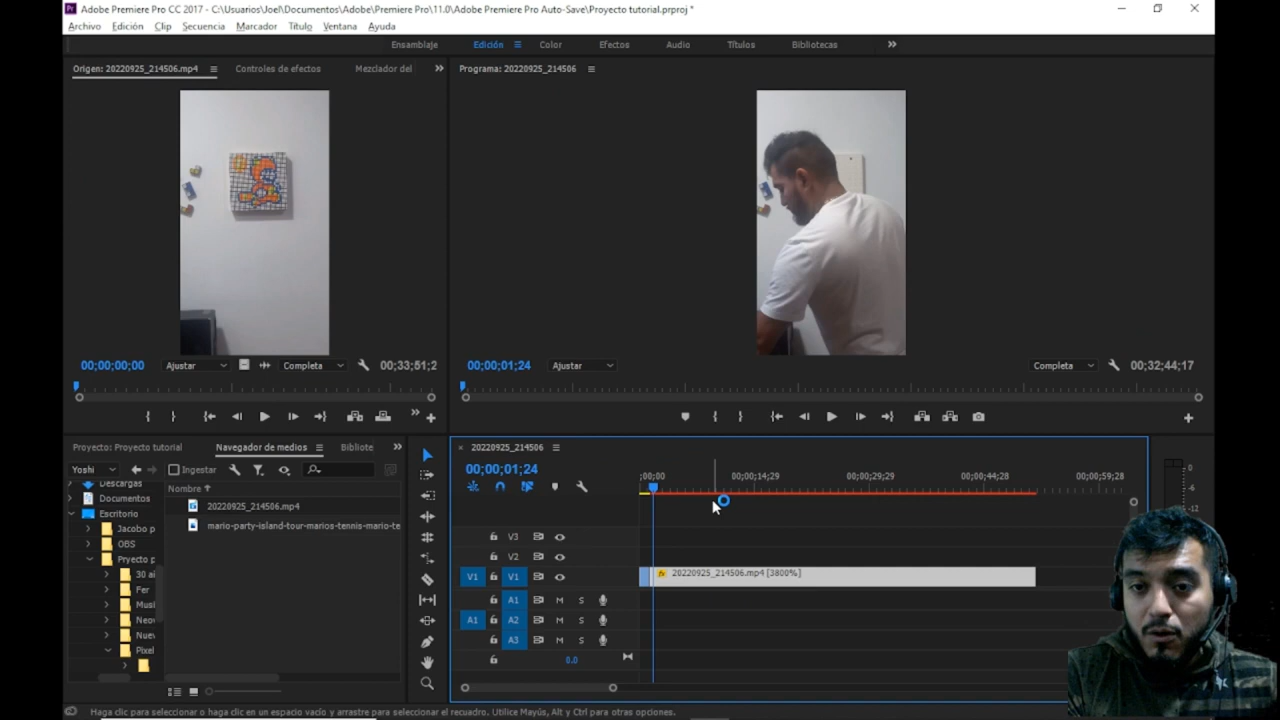 Adobe Premiere Pro CC 2017 - C:\Usuarios\Joel\Documentos\Adobe\Premiere Pro\11.0\Adobe Premiere Pro Auto-Save\Proyecto tutorial.prproj *
Archivo Edición Clip Secuencia Marcador Título Ventana Ayuda
Ensamblaje Edición Color Efectos Audio Títulos Bibliotecas
Origen: 20220925_214506.mp4 Controles de efectos Mezclador del
Programa: 20220925_214506
00;00;00;00 Ajustar Completa 00;33;51;2
00;00;01;24 Ajustar Completa 00;32;44;17
Proyecto: Proyecto tutorial Navegador de medios Bibliote
Yoshi Ingestar
Nombre
Descargas
Documentos
Escritorio
Jacobo p
OBS
Pryecto p
30 ai
Fer
Musi
Neo
Nuev
Pixel
20220925_214506.mp4
mario-party-island-tour-marios-tennis-mario-te
20220925_214506
00;00;01;24
;00;00 00;00;14;29 00;00;29;29 00;00;44;28 00;00;59;28
V3
V2
V1 V1 fx 20220925_214506.mp4 [3800%]
A1 M S
A1 A2 M S
A3 M S
0.0
0
-6
-12
Haga clic para seleccionar o haga clic en un espacio vacío y arrastre para seleccionar el recuadro. Utilice Mayús, Alt y Ctrl para otras opciones.